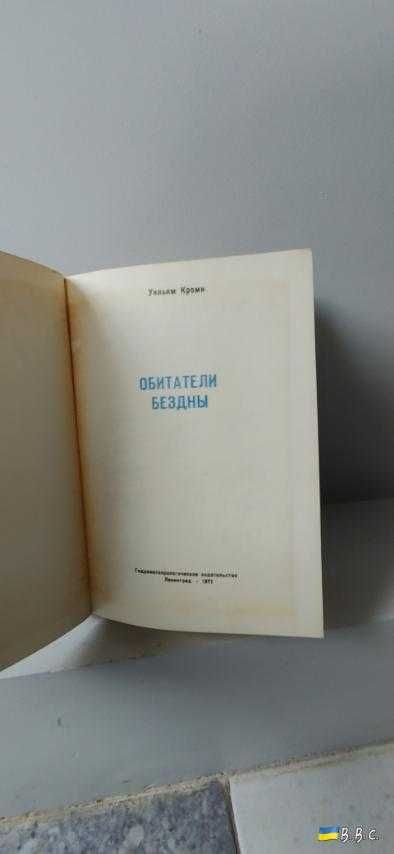 Уильям Кроми
ОБИТАТЕЛИ
БЕЗДНЫ
Гидрометеорологическое издательство
Ленинград · 1971
B.B.C.